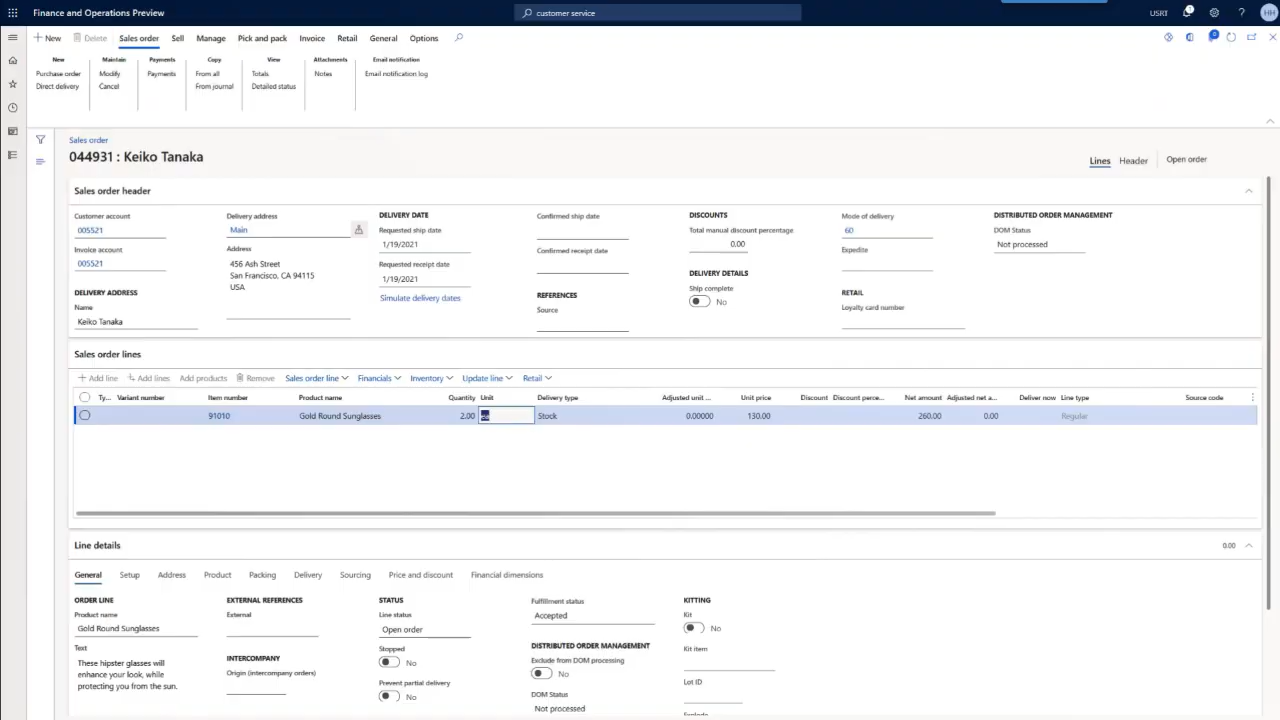 Finance and Operations Preview
customer service
USRT
1
?
HH
New
Delete
Sales order
Sell
Manage
Pick and pack
Invoice
Retail
General
Options
0
New
Purchase order
Direct delivery
Maintain
Modify
Cancel
Payments
Payments
Copy
From all
From journal
View
Totals
Detailed status
Attachments
Notes
Email notification
Email notification log
Sales order
044931 : Keiko Tanaka
Lines
Header
Open order
Sales order header
Customer account
005521
Invoice account
005521
DELIVERY ADDRESS
Name
Keiko Tanaka
Delivery address
Main
Address
456 Ash Street
San Francisco, CA 94115
USA
DELIVERY DATE
Requested ship date
1/19/2021
Requested receipt date
1/19/2021
Simulate delivery dates
Confirmed ship date
Confirmed receipt date
REFERENCES
Source
DISCOUNTS
Total manual discount percentage
0.00
DELIVERY DETAILS
Ship complete
No
Mode of delivery
60
Expedite
RETAIL
Loyalty card number
DISTRIBUTED ORDER MANAGEMENT
DOM Status
Not processed
Sales order lines
Add line
Add lines
Add products
Remove
Sales order line
Financials
Inventory
Update line
Retail
Ty... Variant number Item number Product name Quantity Unit Delivery type Adjusted unit ... Unit price Discount Discount perce... Net amount Adjusted net a... Deliver now Line type Source code
91010 Gold Round Sunglasses 2.00 Stock 0.00000 130.00 260.00 0.00 Regular
Line details
0.00
General
Setup
Address
Product
Packing
Delivery
Sourcing
Price and discount
Financial dimensions
ORDER LINE
Product name
Gold Round Sunglasses
Text
These hipster glasses will
enhance your look, while
protecting you from the sun.
EXTERNAL REFERENCES
External
INTERCOMPANY
Origin (intercompany orders)
STATUS
Line status
Open order
Stopped
No
Prevent partial delivery
No
Fulfillment status
Accepted
DISTRIBUTED ORDER MANAGEMENT
Exclude from DOM processing
No
DOM Status
Not processed
KITTING
Kit
No
Kit item
Lot ID